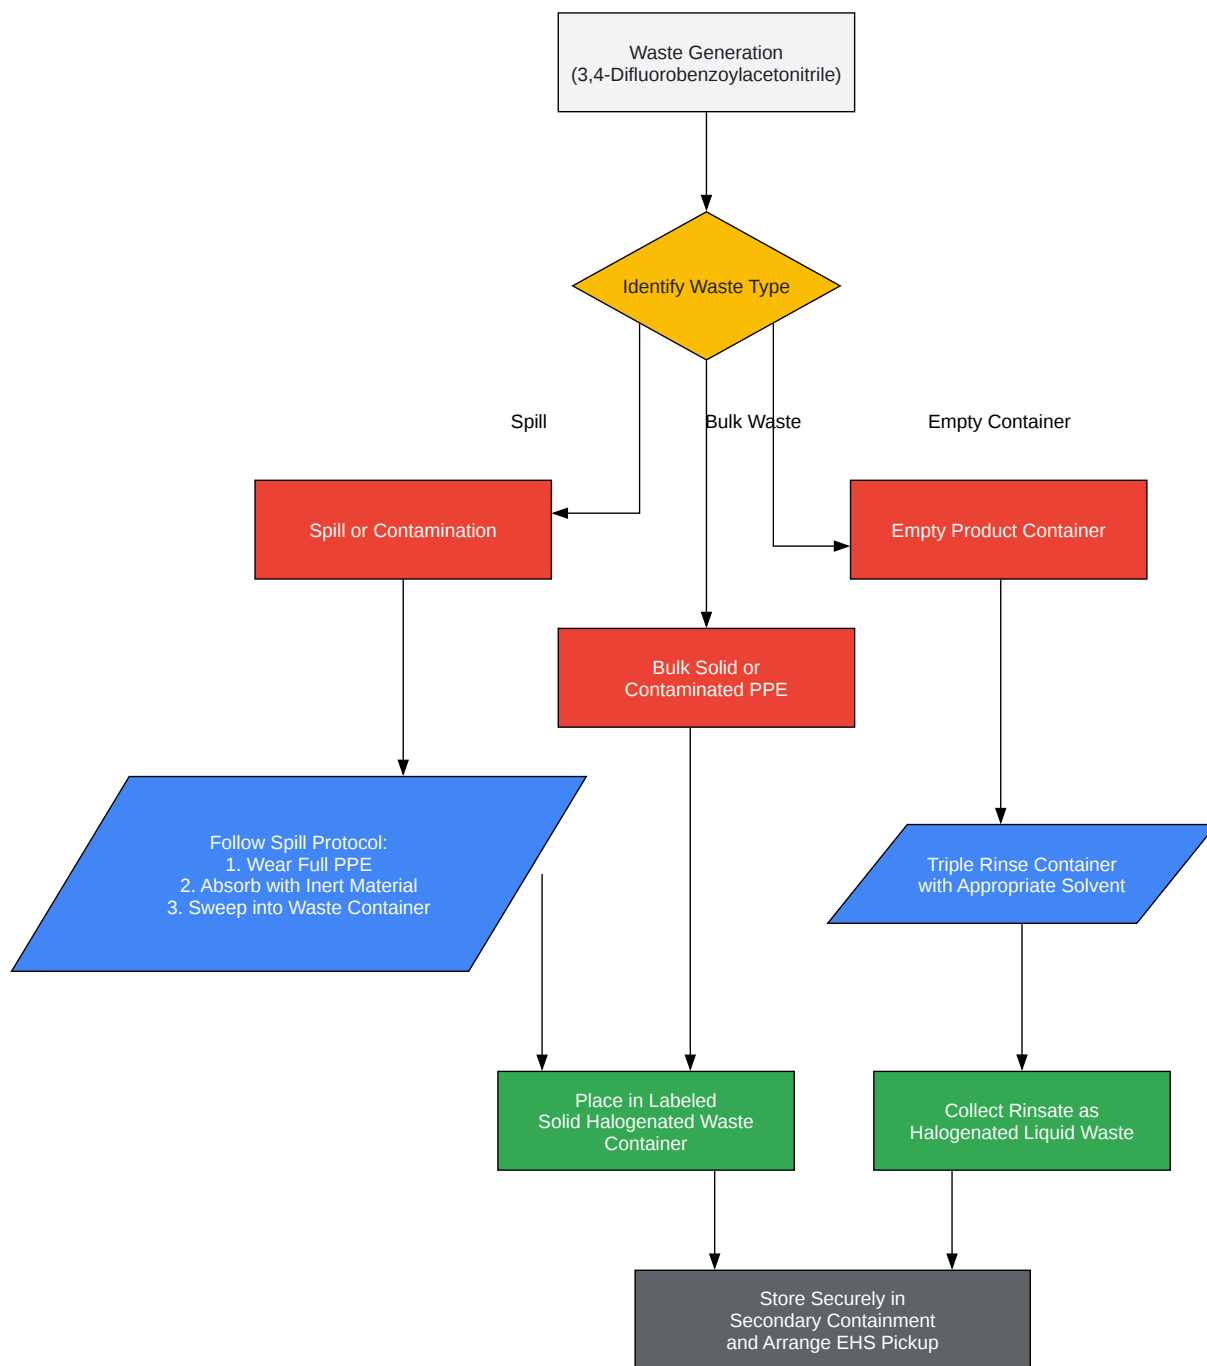 Waste Generation
(3,4-Difluorobenzoylacetonitrile)
Identify Waste Type
Spill
Bulk Waste
Empty Container
Spill or Contamination
Empty Product Container
Bulk Solid or
Contaminated PPE
Follow Spill Protocol:
1. Wear Full PPE
2. Absorb with Inert Material
3. Sweep into Waste Container
Triple Rinse Container
with Appropriate Solvent
Place in Labeled
Solid Halogenated Waste
Container
Collect Rinsate as
Halogenated Liquid Waste
Store Securely in
Secondary Containment
and Arrange EHS Pickup